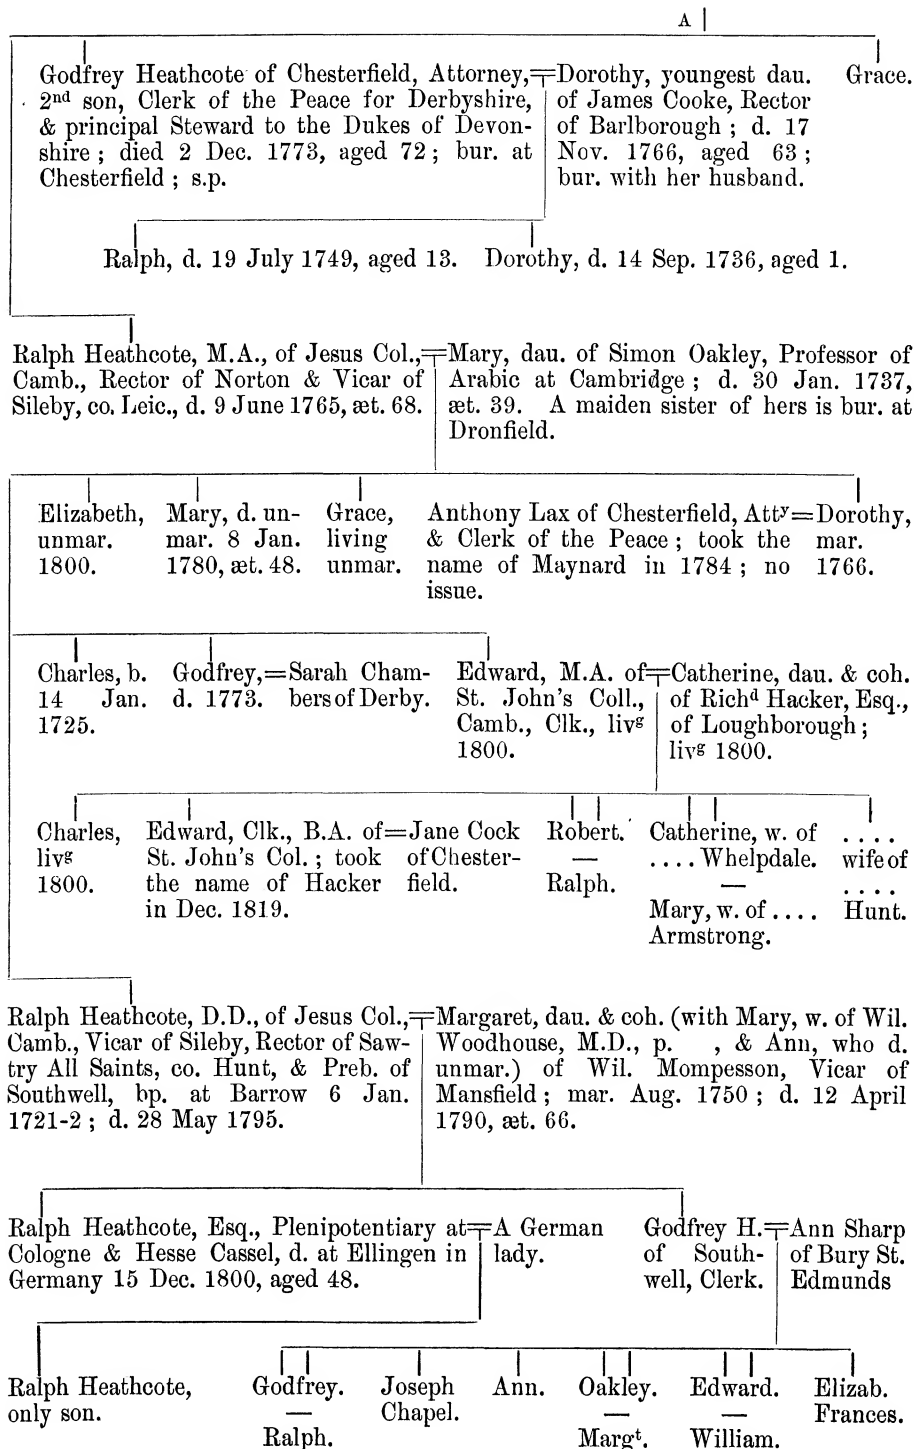 A
Godfrey Heathcote of Chesterfield, Attorney,
2nd son, Clerk of the Peace for Derbyshire,
& principal Steward to the Dukes of Devon-
shire ; died 2 Dec. 1773, aged 72 ; bur. at
Chesterfield ; s.p.
=Dorothy, youngest dau.
of James Cooke, Rector
of Barlborough ; d. 17
Nov. 1766, aged 63 ;
bur. with her husband.
Grace.
Ralph, d. 19 July 1749, aged 13.
Dorothy, d. 14 Sep. 1736, aged 1.
Ralph Heathcote, M.A., of Jesus Col.,
Camb., Rector of Norton & Vicar of
Sileby, co. Leic., d. 9 June 1765, æt. 68.
=Mary, dau. of Simon Oakley, Professor of
Arabic at Cambridge ; d. 30 Jan. 1737,
æt. 39. A maiden sister of hers is bur. at
Dronfield.
Elizabeth,
unmar.
1800.
Mary, d. un-
mar. 8 Jan.
1780, æt. 48.
Grace,
living
unmar.
Anthony Lax of Chesterfield, Atty
& Clerk of the Peace ; took the
name of Maynard in 1784 ; no
issue.
=Dorothy,
mar.
1766.
Charles, b.
14 Jan.
1725.
Godfrey,
d. 1773.
=Sarah Cham-
bers of Derby.
Edward, M.A. of
St. John's Coll.,
Camb., Clk., livg
1800.
=Catherine, dau. & coh.
of Richd Hacker, Esq.,
of Loughborough ;
livg 1800.
Charles,
livg
1800.
Edward, Clk., B.A. of
St. John's Col. ; took
the name of Hacker
in Dec. 1819.
=Jane Cock
of Chester-
field.
Robert.
—
Ralph.
Catherine, w. of
.... Whelpdale.
—
Mary, w. of ....
Armstrong.
....
wife of
....
Hunt.
Ralph Heathcote, D.D., of Jesus Col.,
Camb., Vicar of Sileby, Rector of Saw-
try All Saints, co. Hunt, & Preb. of
Southwell, bp. at Barrow 6 Jan.
1721-2 ; d. 28 May 1795.
=Margaret, dau. & coh. (with Mary, w. of Wil.
Woodhouse, M.D., p. , & Ann, who d.
unmar.) of Wil. Mompesson, Vicar of
Mansfield ; mar. Aug. 1750 ; d. 12 April
1790, æt. 66.
Ralph Heathcote, Esq., Plenipotentiary at
Cologne & Hesse Cassel, d. at Ellingen in
Germany 15 Dec. 1800, aged 48.
=A German
lady.
Godfrey H.
of South-
well, Clerk.
=Ann Sharp
of Bury St.
Edmunds
Ralph Heathcote,
only son.
Godfrey.
—
Ralph.
Joseph
Chapel.
Ann.
Oakley.
—
Margt.
Edward.
—
William.
Elizab.
Frances.